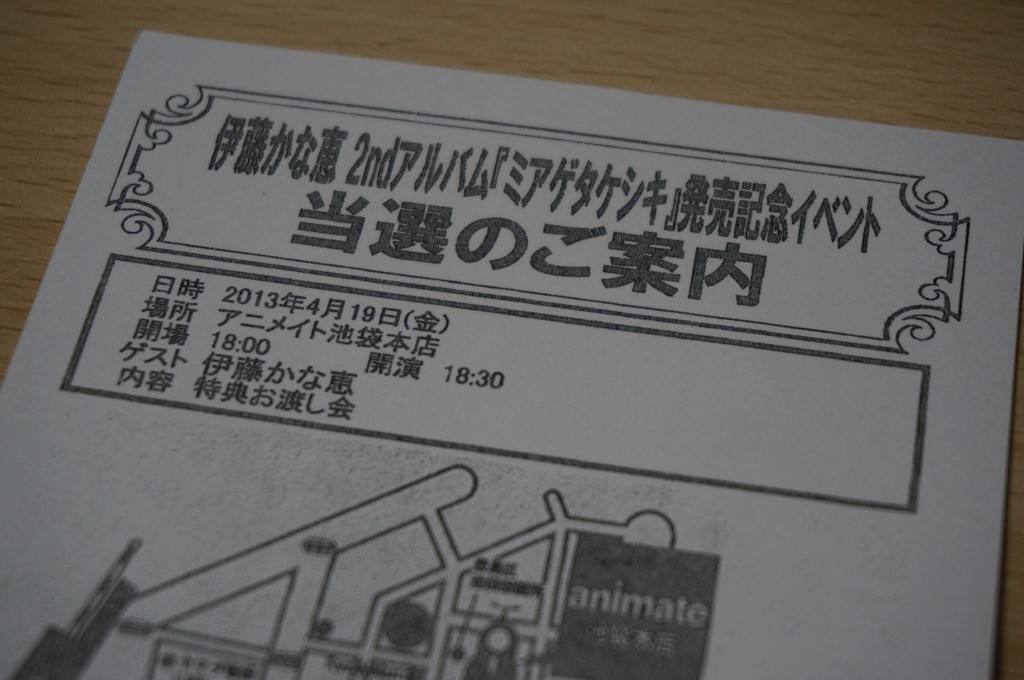 伊藤かな恵 2ndアルバム『ミアゲタケシキ』発売記念イベント
当選のご案内
日時 2013年4月19日(金)
場所 アニメイト池袋本店
開場 18:00 開演 18:30
ゲスト 伊藤かな恵
内容 特典お渡し会
animate
池袋本店